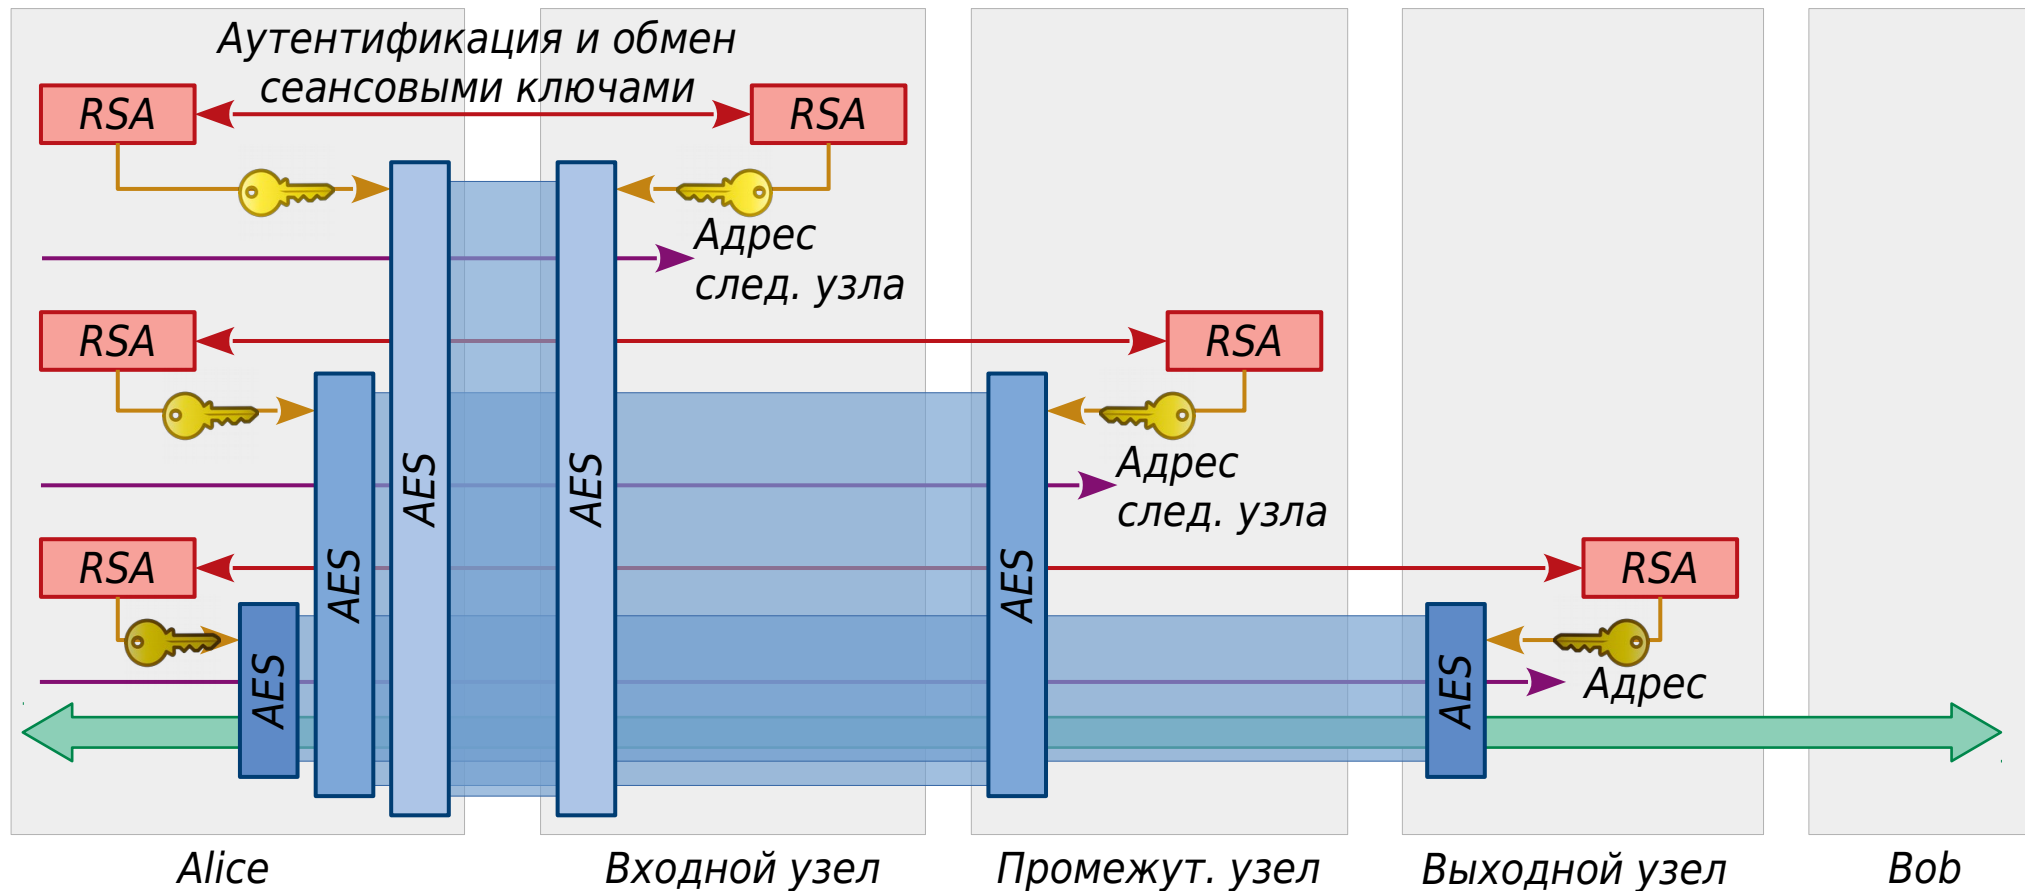 Аутентификация и обмен
сеансовыми ключами
RSA
RSA
Адрес
след. узла
RSA
RSA
AES
AES
Адрес
след. узла
RSA
RSA
AES
AES
AES
AES
Адрес
Alice
Входной узел
Промежут. узел
Выходной узел
Bob